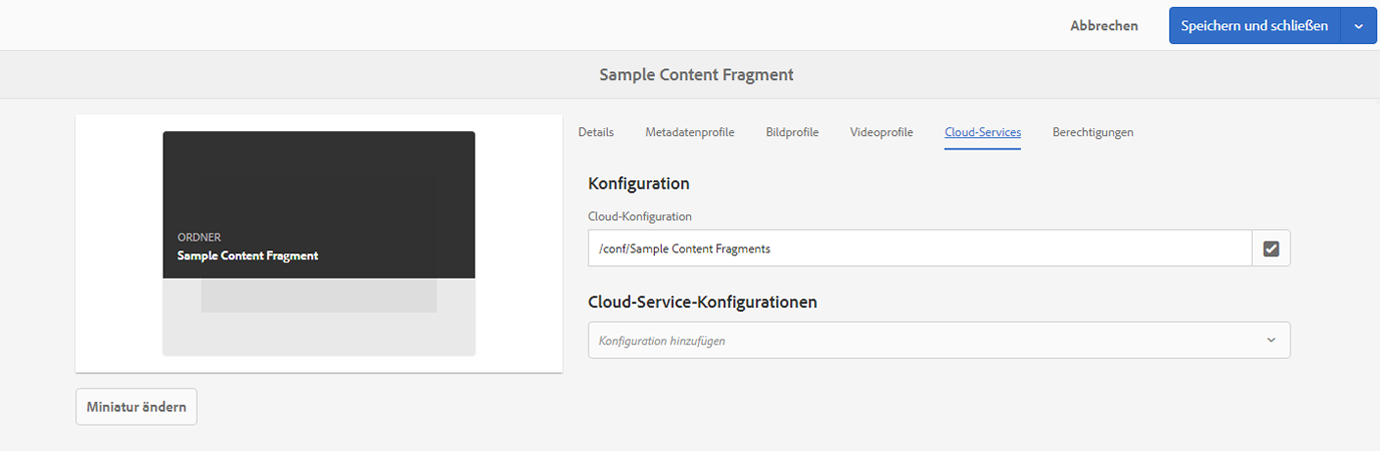 Abbrechen
Speichern und schließen
Sample Content Fragment
Details Metadatenprofile Bildprofile Videoprofile Cloud-Services Berechtigungen
ORDNER
Sample Content Fragment
Miniatur ändern
Konfiguration
Cloud-Konfiguration
/conf/Sample Content Fragments
Cloud-Service-Konfigurationen
Konfiguration hinzufügen